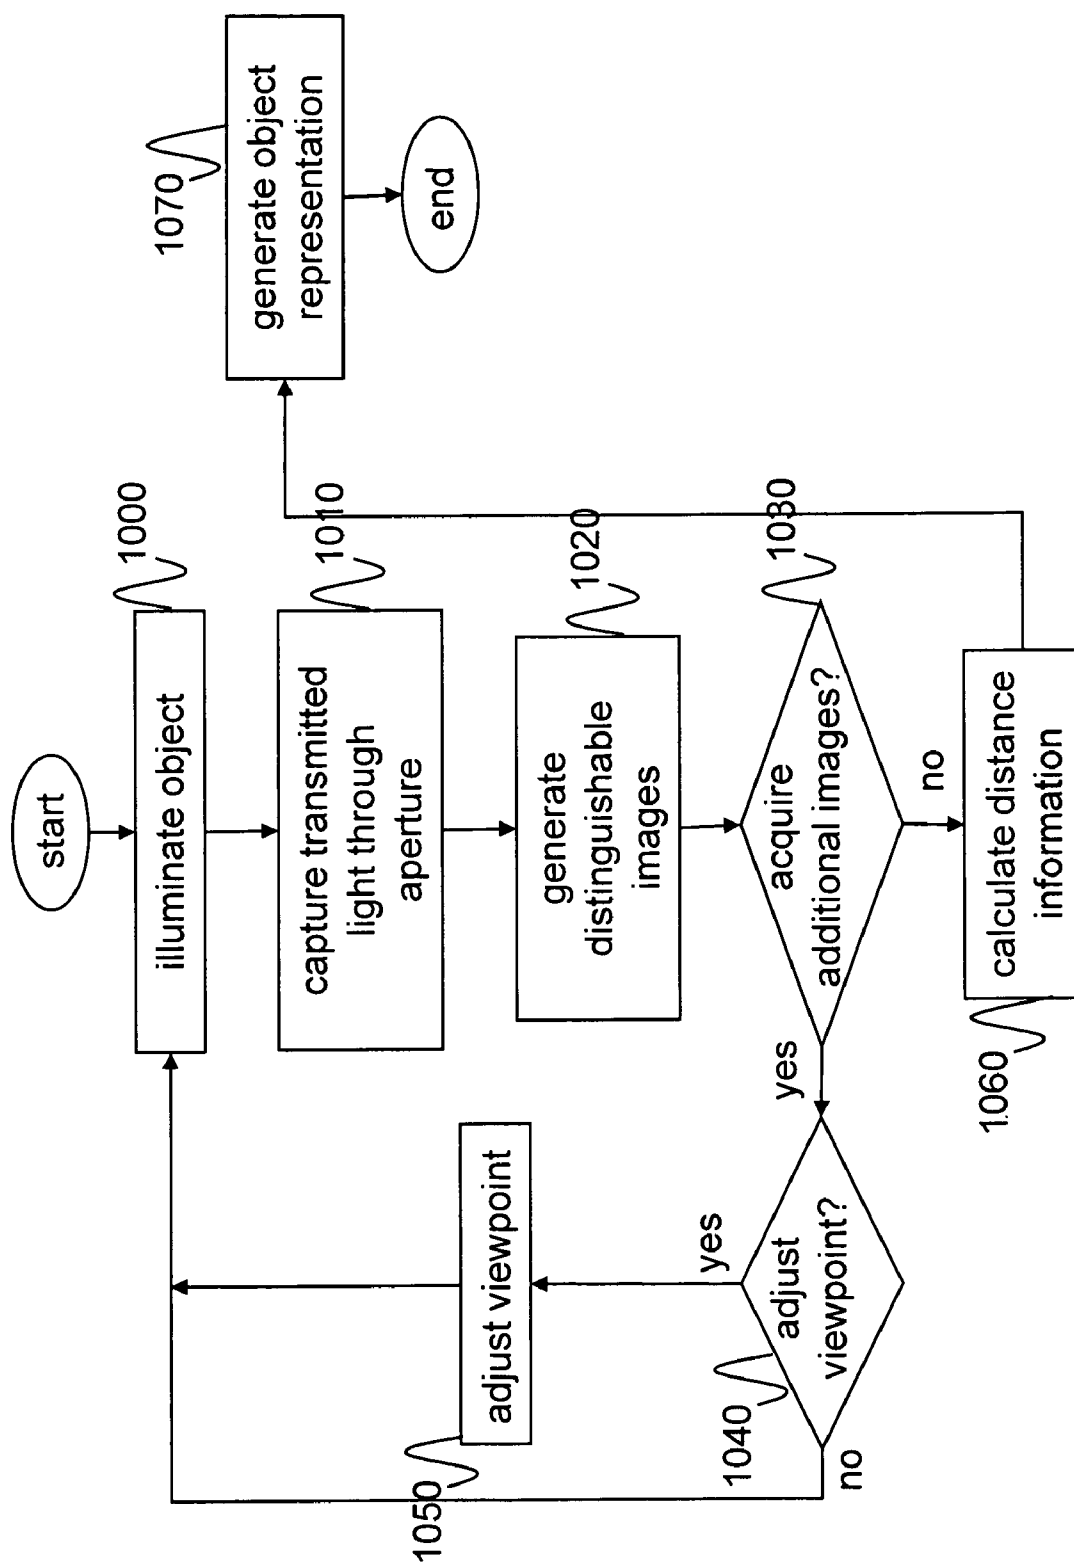 start
illuminate object
1000
capture transmitted
light through
aperture
1010
generate
distinguishable
images
1020
acquire
additional images?
1030
yes
no
adjust
viewpoint?
1040
yes
no
adjust viewpoint
1050
calculate distance
information
1060
generate object
representation
1070
end